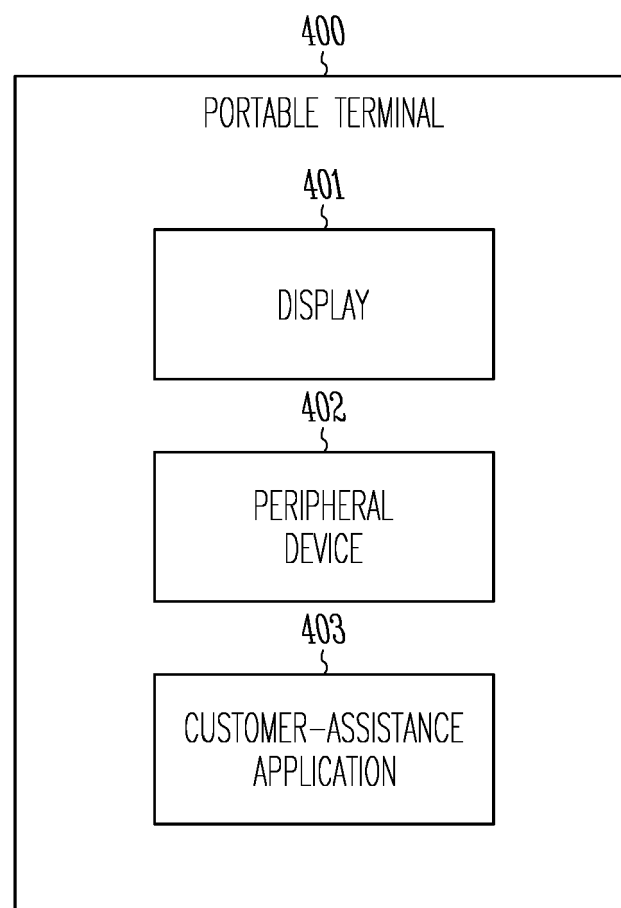 400
PORTABLE TERMINAL
401
DISPLAY
402
PERIPHERAL
DEVICE
403
CUSTOMER-ASSISTANCE
APPLICATION